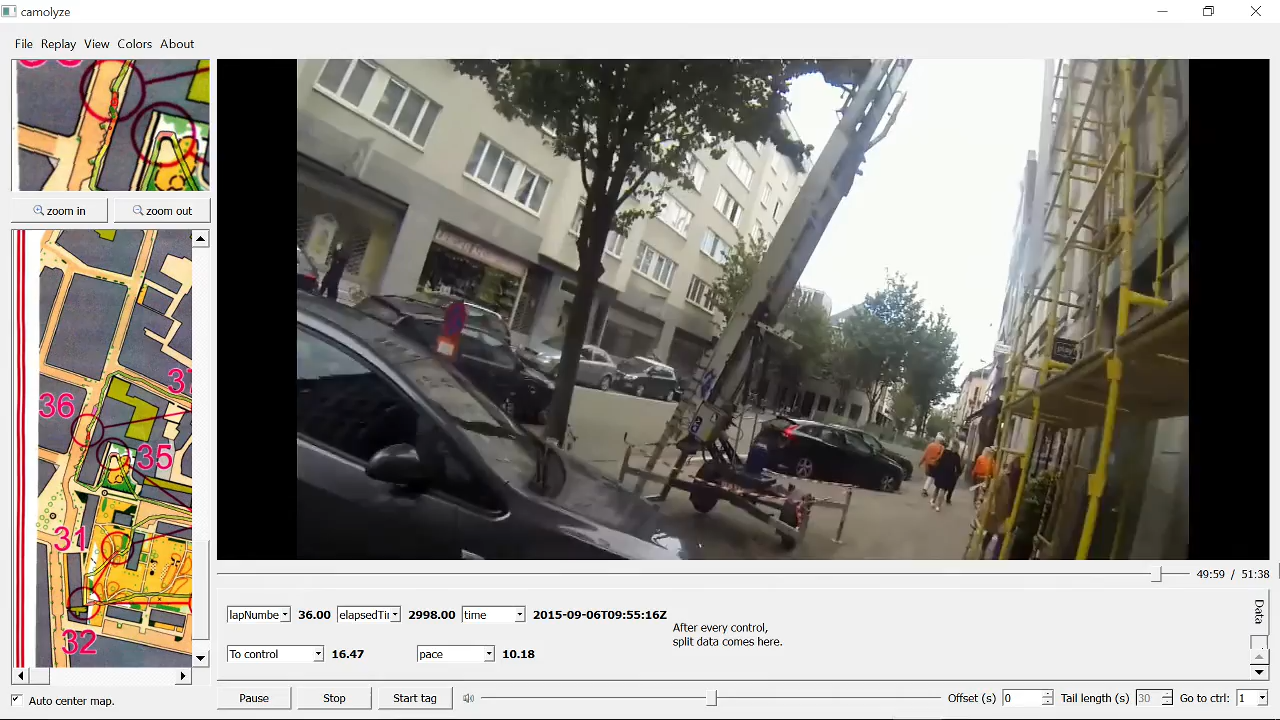 camolyze
File Replay View Colors About
zoom in zoom out
37
36
35
31
32
play
49:59 / 51:38
lapNumbe 36.00 elapsedTii 2998.00 time 2015-09-06T09:55:16Z
To control 16.47 pace 10.18
After every control,
split data comes here.
Data
Auto center map.
Pause Stop Start tag Offset (s) 0 Tail length (s) 30 Go to ctrl: 1